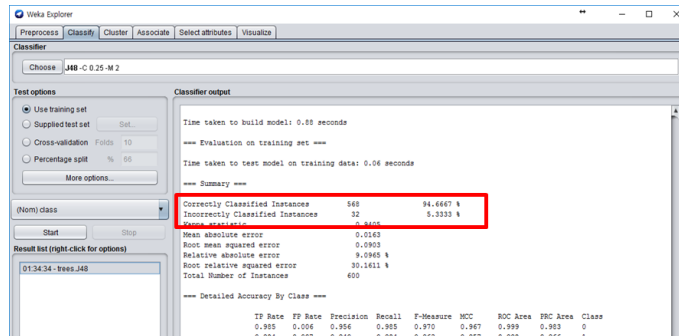 Weka Explorer
Preprocess Classify Cluster Associate Select attributes Visualize
Classifier
Choose J48 -C 0.25 -M 2
Test options
Use training set
Supplied test set Set...
Cross-validation Folds 10
Percentage split % 66
More options...
(Nom) class
Start Stop
Result list (right-click for options)
01:34:34 - trees.J48
Classifier output
Time taken to build model: 0.88 seconds
=== Evaluation on training set ===
Time taken to test model on training data: 0.06 seconds
=== Summary ===
Correctly Classified Instances 568 94.6667 %
Incorrectly Classified Instances 32 5.3333 %
Kappa statistic 0.9405
Mean absolute error 0.0163
Root mean squared error 0.0903
Relative absolute error 9.0965 %
Root relative squared error 30.1611 %
Total Number of Instances 600
=== Detailed Accuracy By Class ===
TP Rate FP Rate Precision Recall F-Measure MCC ROC Area PRC Area Class
0.985 0.006 0.956 0.985 0.970 0.967 0.999 0.983 0